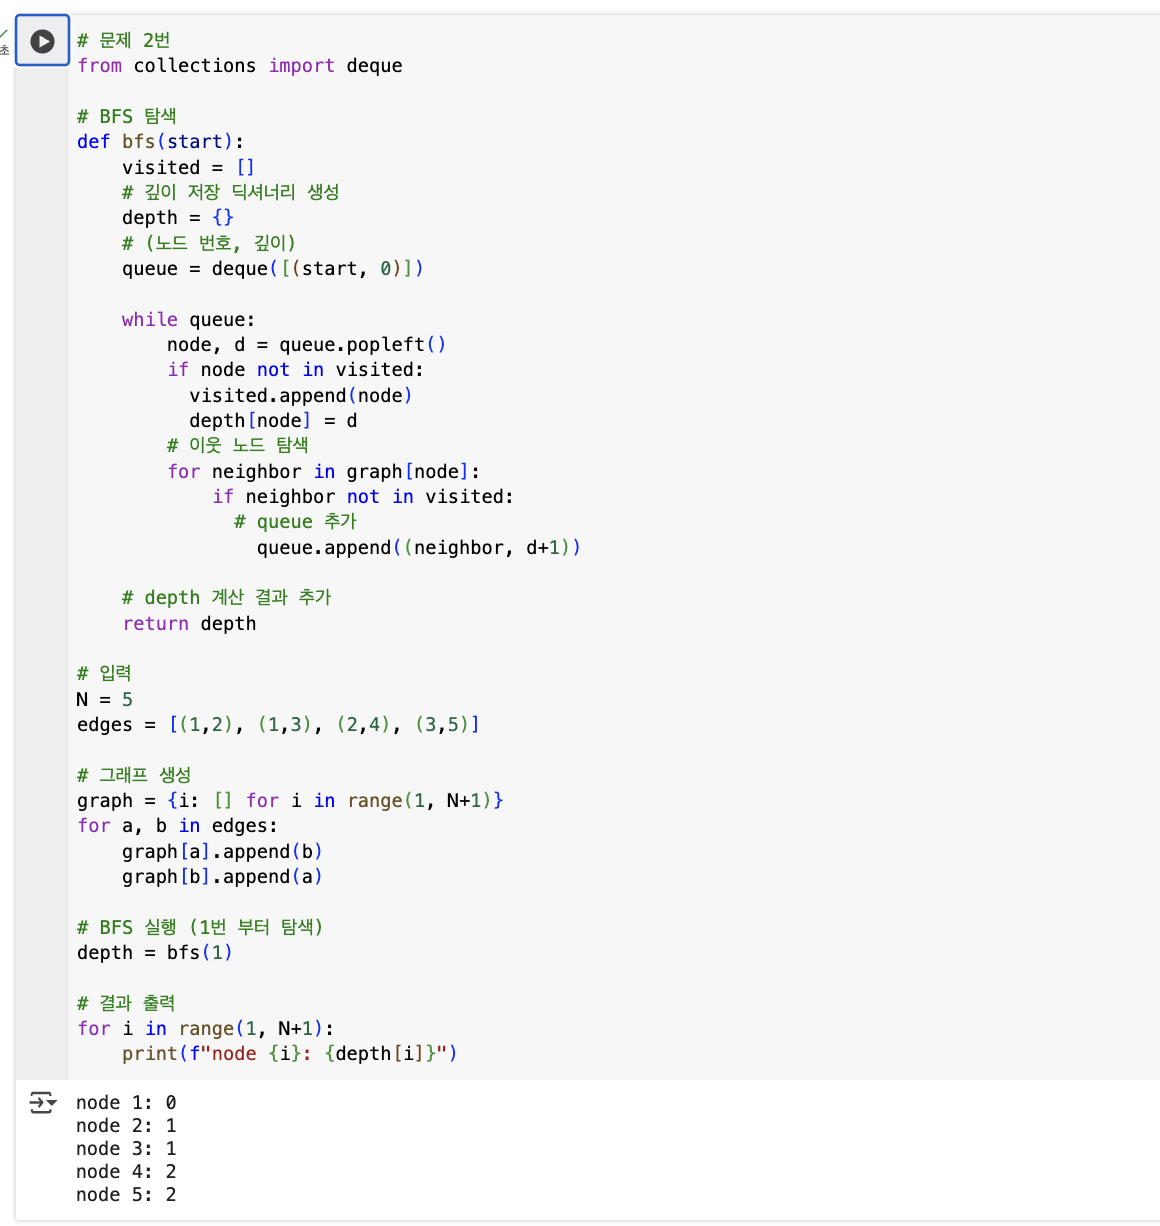 초
# 문제 2번
from collections import deque

# BFS 탐색
def bfs(start):
    visited = []
    # 깊이 저장 딕셔너리 생성
    depth = {}
    # (노드 번호, 깊이)
    queue = deque([(start, 0)])

    while queue:
        node, d = queue.popleft()
        if node not in visited:
          visited.append(node)
          depth[node] = d
        # 이웃 노드 탐색
        for neighbor in graph[node]:
            if neighbor not in visited:
              # queue 추가
                queue.append((neighbor, d+1))

    # depth 계산 결과 추가
    return depth

# 입력
N = 5
edges = [(1,2), (1,3), (2,4), (3,5)]

# 그래프 생성
graph = {i: [] for i in range(1, N+1)}
for a, b in edges:
    graph[a].append(b)
    graph[b].append(a)

# BFS 실행 (1번 부터 탐색)
depth = bfs(1)

# 결과 출력
for i in range(1, N+1):
    print(f"node {i}: {depth[i]}")

node 1: 0
node 2: 1
node 3: 1
node 4: 2
node 5: 2